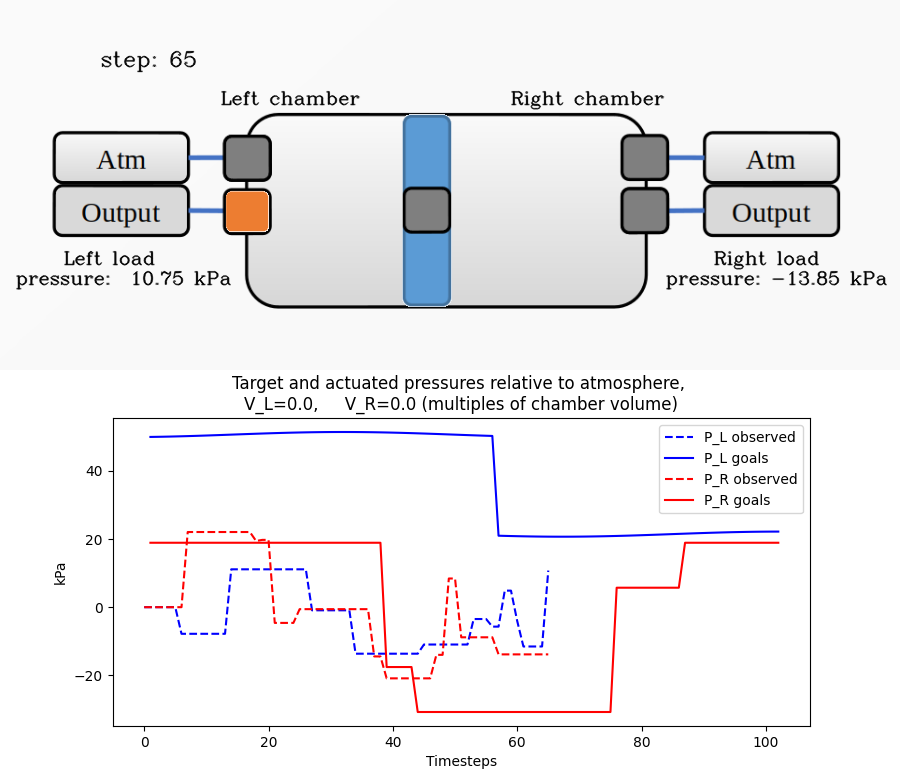 step: 65
Left chamber
Right chamber
Atm
Atm
Output
Output
Left load
pressure: 10.75 kPa
Right load
pressure: −13.85 kPa
Target and actuated pressures relative to atmosphere,
V_L=0.0, V_R=0.0 (multiples of chamber volume)
P_L observed
P_L goals
P_R observed
P_R goals
40
20
0
−20
kPa
0 20 40 60 80 100
Timesteps